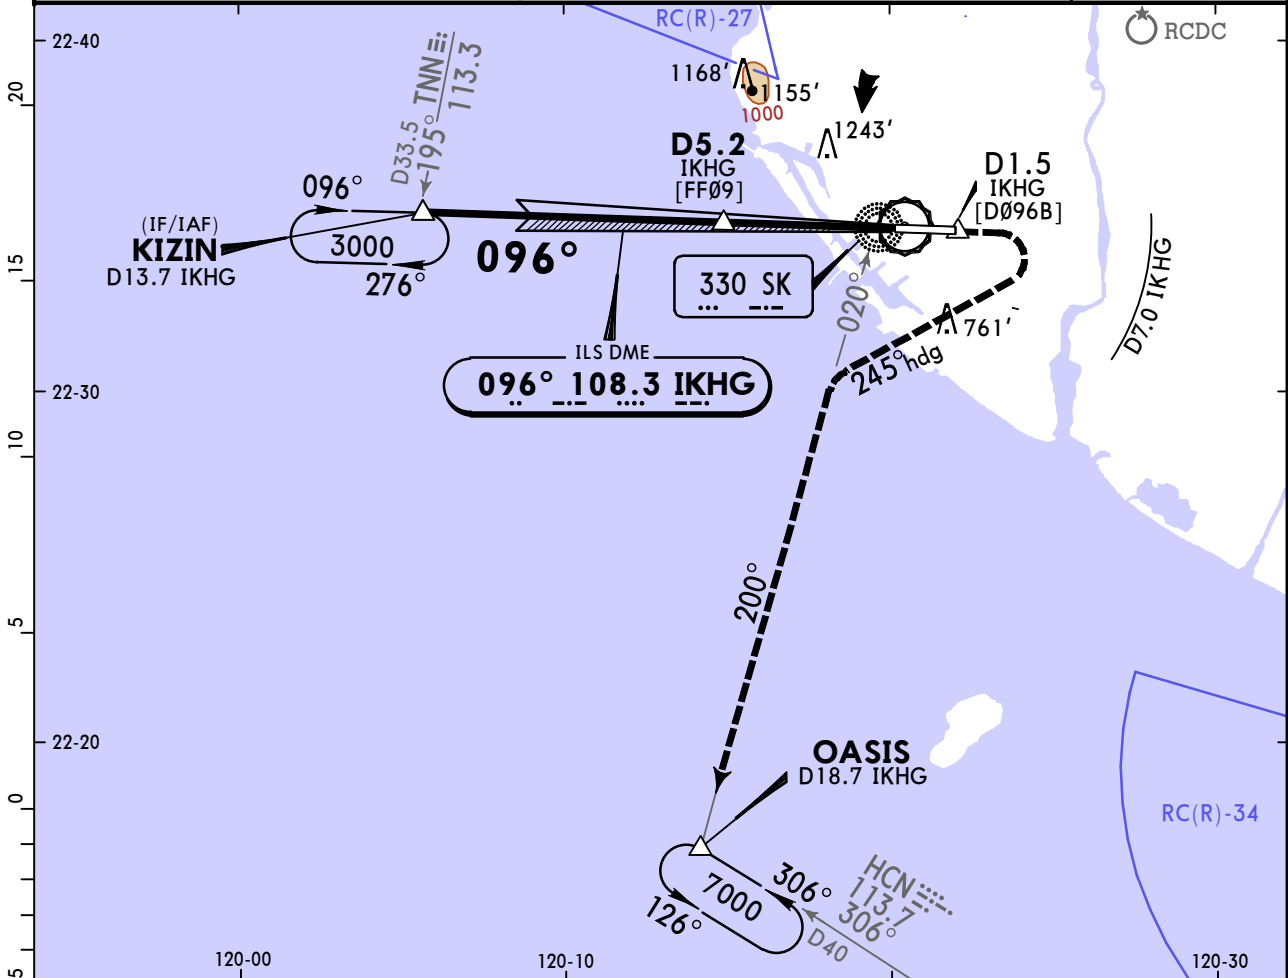 RC(R)-27
RCDC
22-40
20
1168'
1155'
1000
1243'
D33.5 TNN
195° 113.3
D5.2
IKHG
[FFØ9]
D1.5
IKHG
[DØ96B]
096°
(IF/IAF)
KIZIN
D13.7 IKHG
3000
276°
096°
15
330 SK
020°
D7.0 IKHG
761'
245° hdg
ILS DME
096° 108.3 IKHG
22-30
10
200°
5
22-20
OASIS
D18.7 IKHG
0
RC(R)-34
7000
306°
126°
HCN
113.7
306°
D40
5
120-00
120-10
120-30